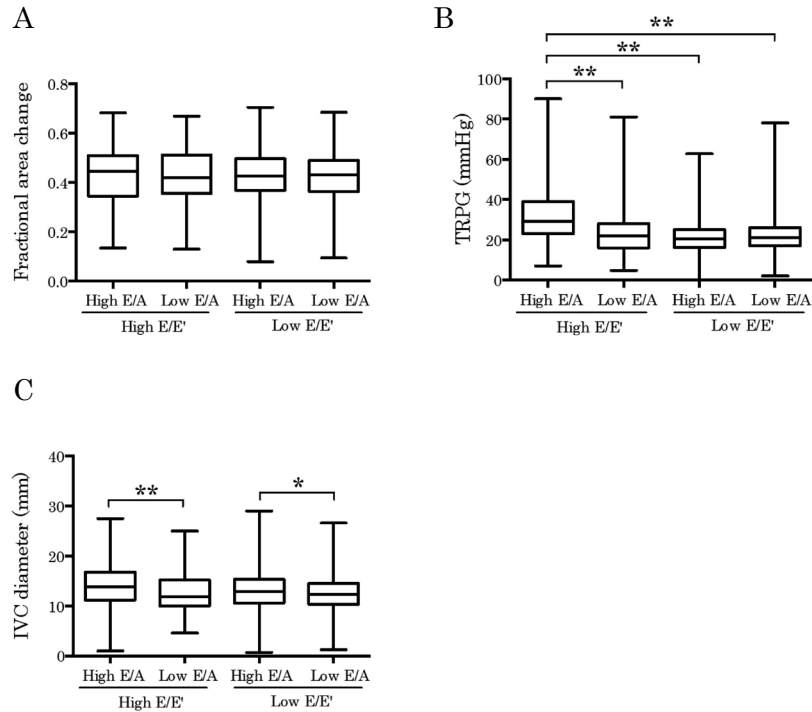 A
Fractional area change
0.8
0.6
0.4
0.2
0.0
High E/A Low E/A High E/A Low E/A
High E/E' Low E/E'
B
**
**
**
TRPG (mmHg)
100
80
60
40
20
0
High E/A Low E/A High E/A Low E/A
High E/E' Low E/E'
C
IVC diameter (mm)
40
30
20
10
0
** *
High E/A Low E/A High E/A Low E/A
High E/E' Low E/E'